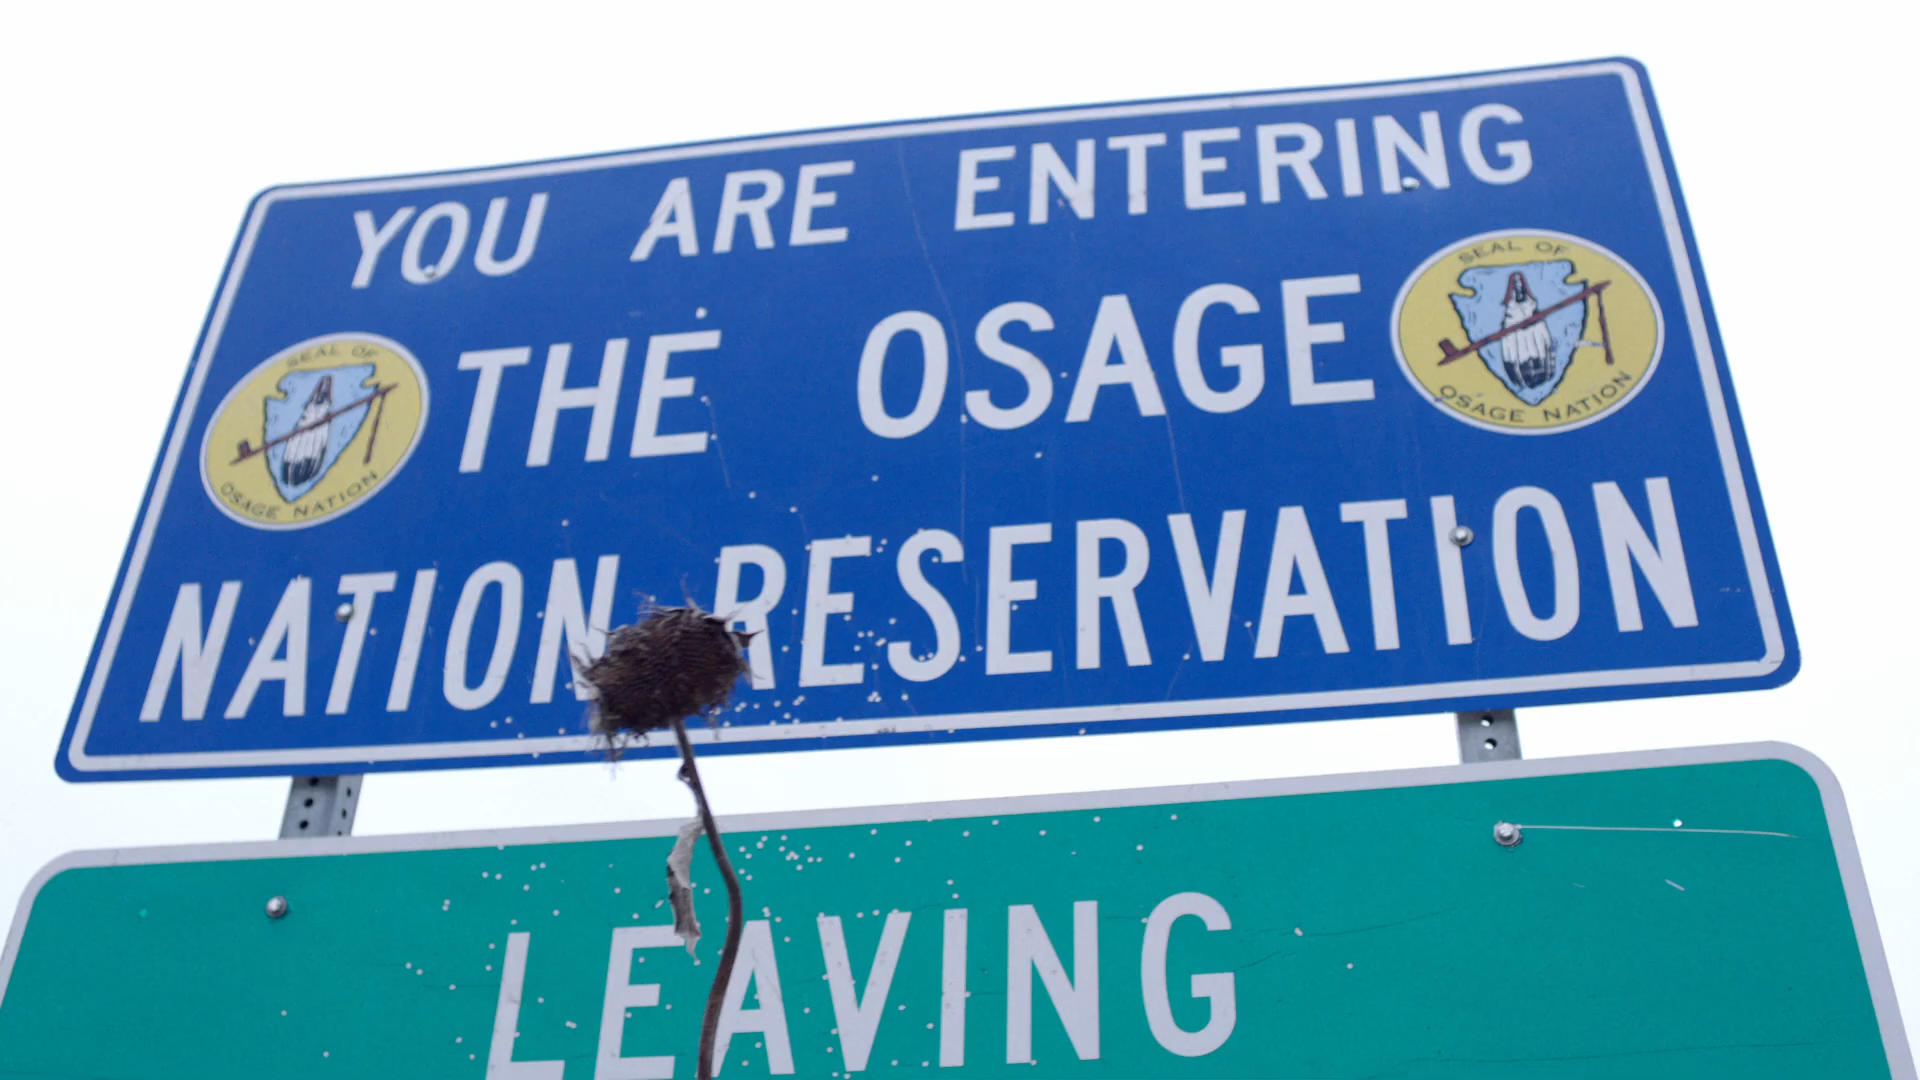 YOU ARE ENTERING
SEAL OF
OSAGE NATION
THE OSAGE
SEAL OF
OSAGE NATION
NATION RESERVATION
LEAVING